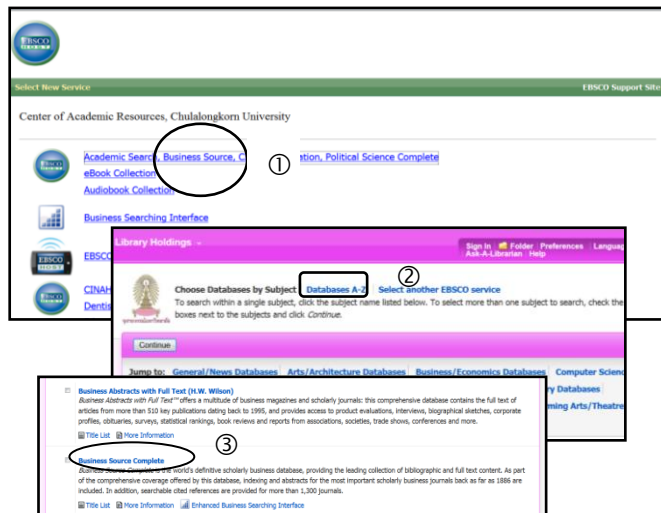 EBSCO
HOST
Select New Service EBSCO Support Site
Center of Academic Resources, Chulalongkorn University
Academic Search, Business Source, C ation, Political Science Complete
①
eBook Collection
Audiobook Collection
Business Searching Interface
EBSCO
HOST
EBSCO
CINAH
Dentis
Library Holdings
Sign In Folder Preferences Languag
Ask-A-Librarian Help
②
Choose Databases by Subject Databases A-Z Select another EBSCO service
To search within a single subject, click the subject name listed below. To select more than one subject to search, check the
boxes next to the subjects and click Continue.
Continue
Jump to: General/News Databases Arts/Architecture Databases Business/Economics Databases Computer Scienc
ry Databases
ming Arts/Theatre
Business Abstracts with Full Text (H.W. Wilson)
Business Abstracts with Full Text™ offers a multitude of business magazines and scholarly journals: this comprehensive database contains the full text of
articles from more than 510 key publications dating back to 1995, and provides access to product evaluations, interviews, biographical sketches, corporate
profiles, obituaries, surveys, statistical rankings, book reviews and reports from associations, societies, trade shows, conferences and more.
Title List More Information
③
Business Source Complete
Business Source Complete is the world's definitive scholarly business database, providing the leading collection of bibliographic and full text content. As part
of the comprehensive coverage offered by this database, indexing and abstracts for the most important scholarly business journals back as far as 1886 are
included. In addition, searchable cited references are provided for more than 1,300 journals.
Title List More Information Enhanced Business Searching Interface